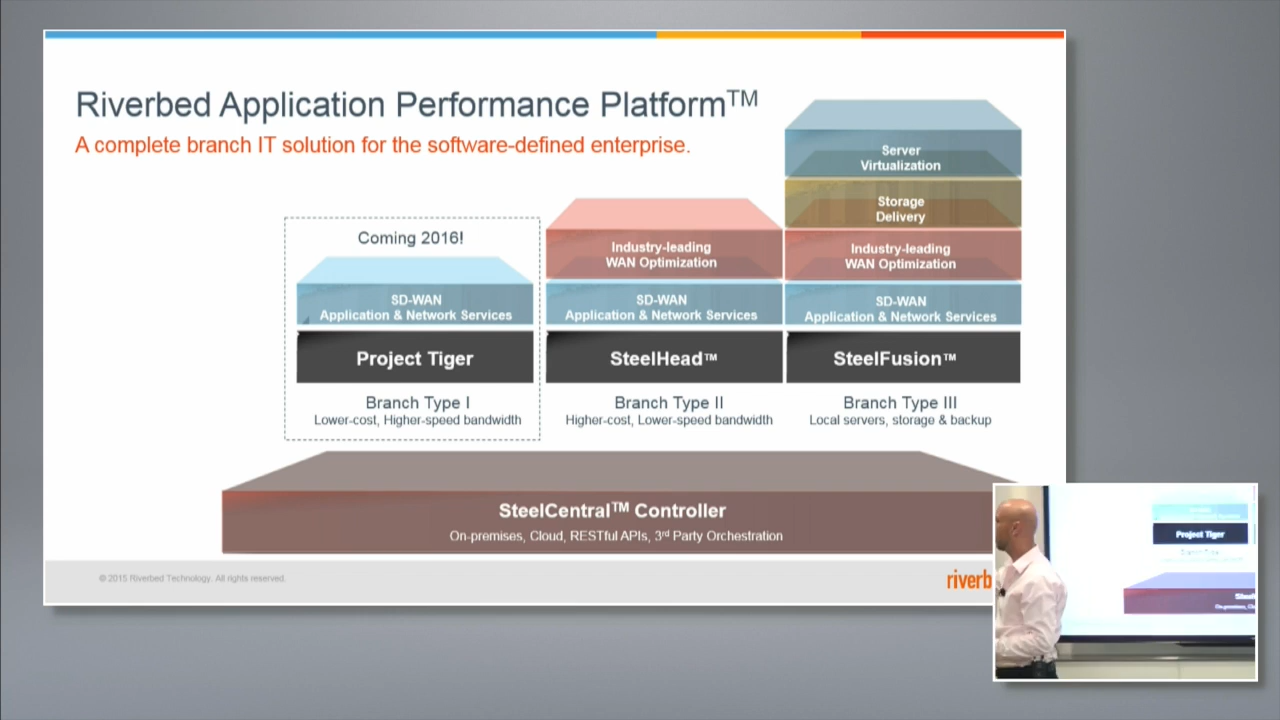 Riverbed Application Performance Platform™
A complete branch IT solution for the software-defined enterprise.
Server
Virtualization
Storage
Delivery
Industry-leading
WAN Optimization
Industry-leading
WAN Optimization
Coming 2016!
SD-WAN
Application & Network Services
SD-WAN
Application & Network Services
SD-WAN
Application & Network Services
Project Tiger
SteelHead™
SteelFusion™
Branch Type I
Lower-cost, Higher-speed bandwidth
Branch Type II
Higher-cost, Lower-speed bandwidth
Branch Type III
Local servers, storage & backup
SteelCentral™ Controller
On-premises, Cloud, RESTful APIs, 3rd Party Orchestration
© 2015 Riverbed Technology. All rights reserved.
riverb
Project Tiger